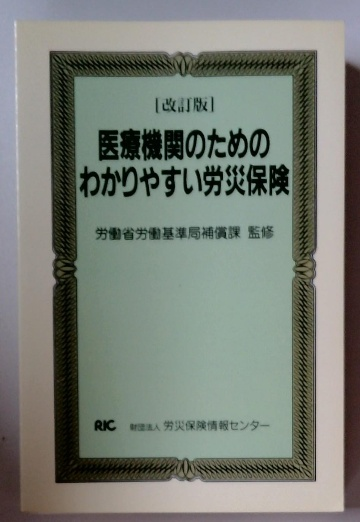 [改訂版]
医療機関のための
わかりやすい労災保険
労働省労働基準局補償課 監修
RIC 財団法人 労災保険情報センター